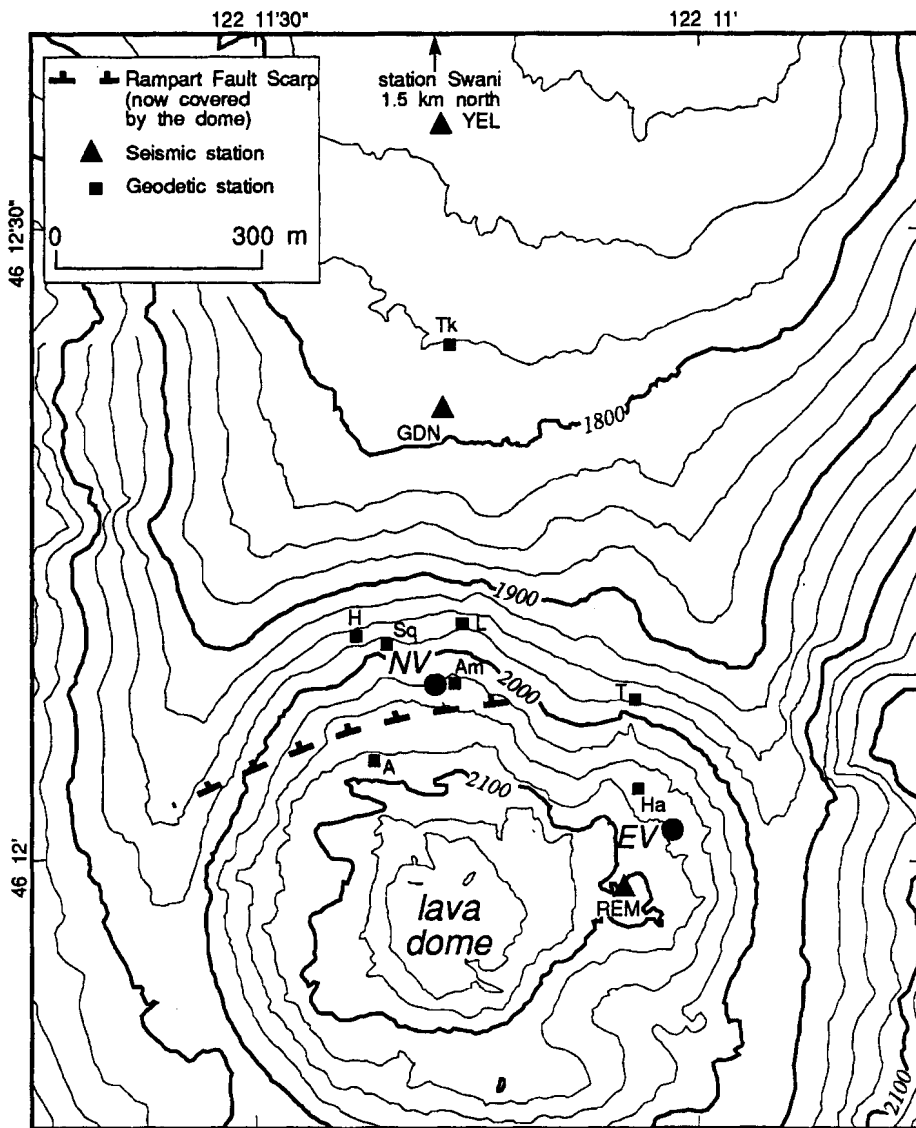 122 11'30"
122 11'
Rampart Fault Scarp
(now covered
by the dome)
Seismic station
Geodetic station
0 300 m
station Swani
1.5 km north
YEL
46 12'30"
Tk
GDN
1800
1900
H
Sq
L
NV
Am
2000
T
A
2100
Ha
EV
46 12'
REM
lava
dome
2100